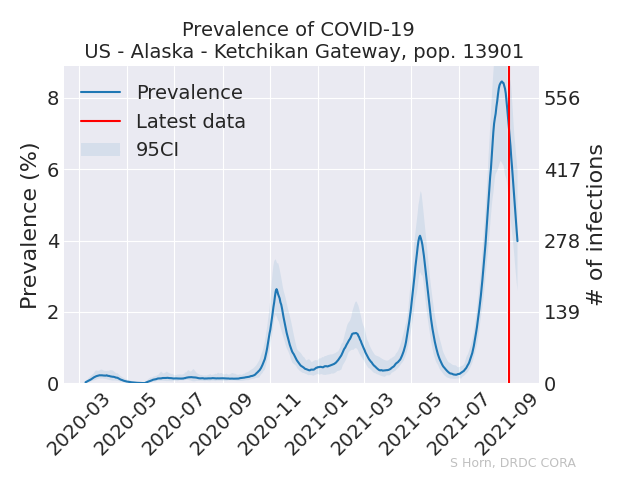 Prevalence of COVID-19
US - Alaska - Ketchikan Gateway, pop. 13901
Prevalence
Latest data
95CI
Prevalence (%)
8
6
4
2
0
# of infections
556
417
278
139
0
2020-03
2020-05
2020-07
2020-09
2020-11
2021-01
2021-03
2021-05
2021-07
2021-09
S Horn, DRDC CORA